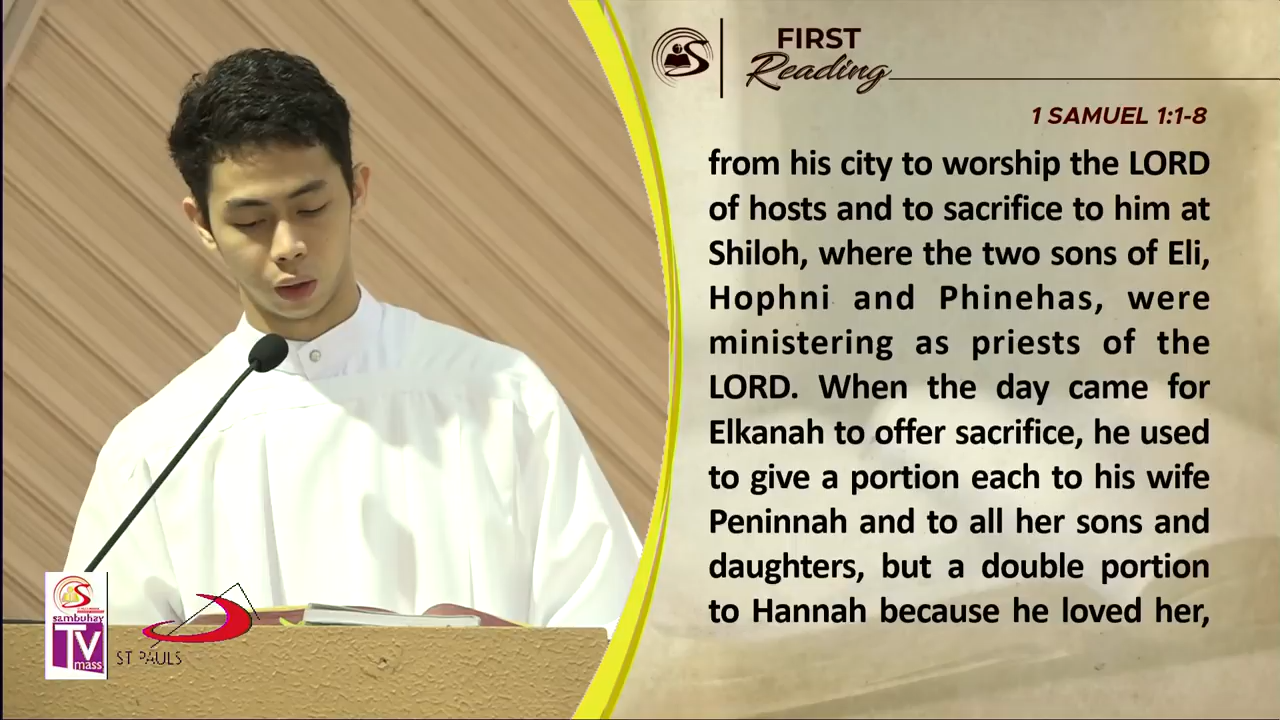 FIRST
Reading
1 SAMUEL 1:1-8
from his city to worship the LORD
of hosts and to sacrifice to him at
Shiloh, where the two sons of Eli,
Hophni and Phinehas, were
ministering as priests of the
LORD. When the day came for
Elkanah to offer sacrifice, he used
to give a portion each to his wife
Peninnah and to all her sons and
daughters, but a double portion
to Hannah because he loved her,
sambuhay
TV
mass
ST PAULS